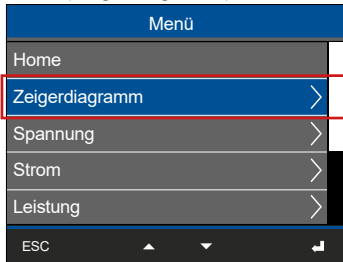 Menü
Home
Zeigerdiagramm
Spannung
Strom
Leistung
ESC